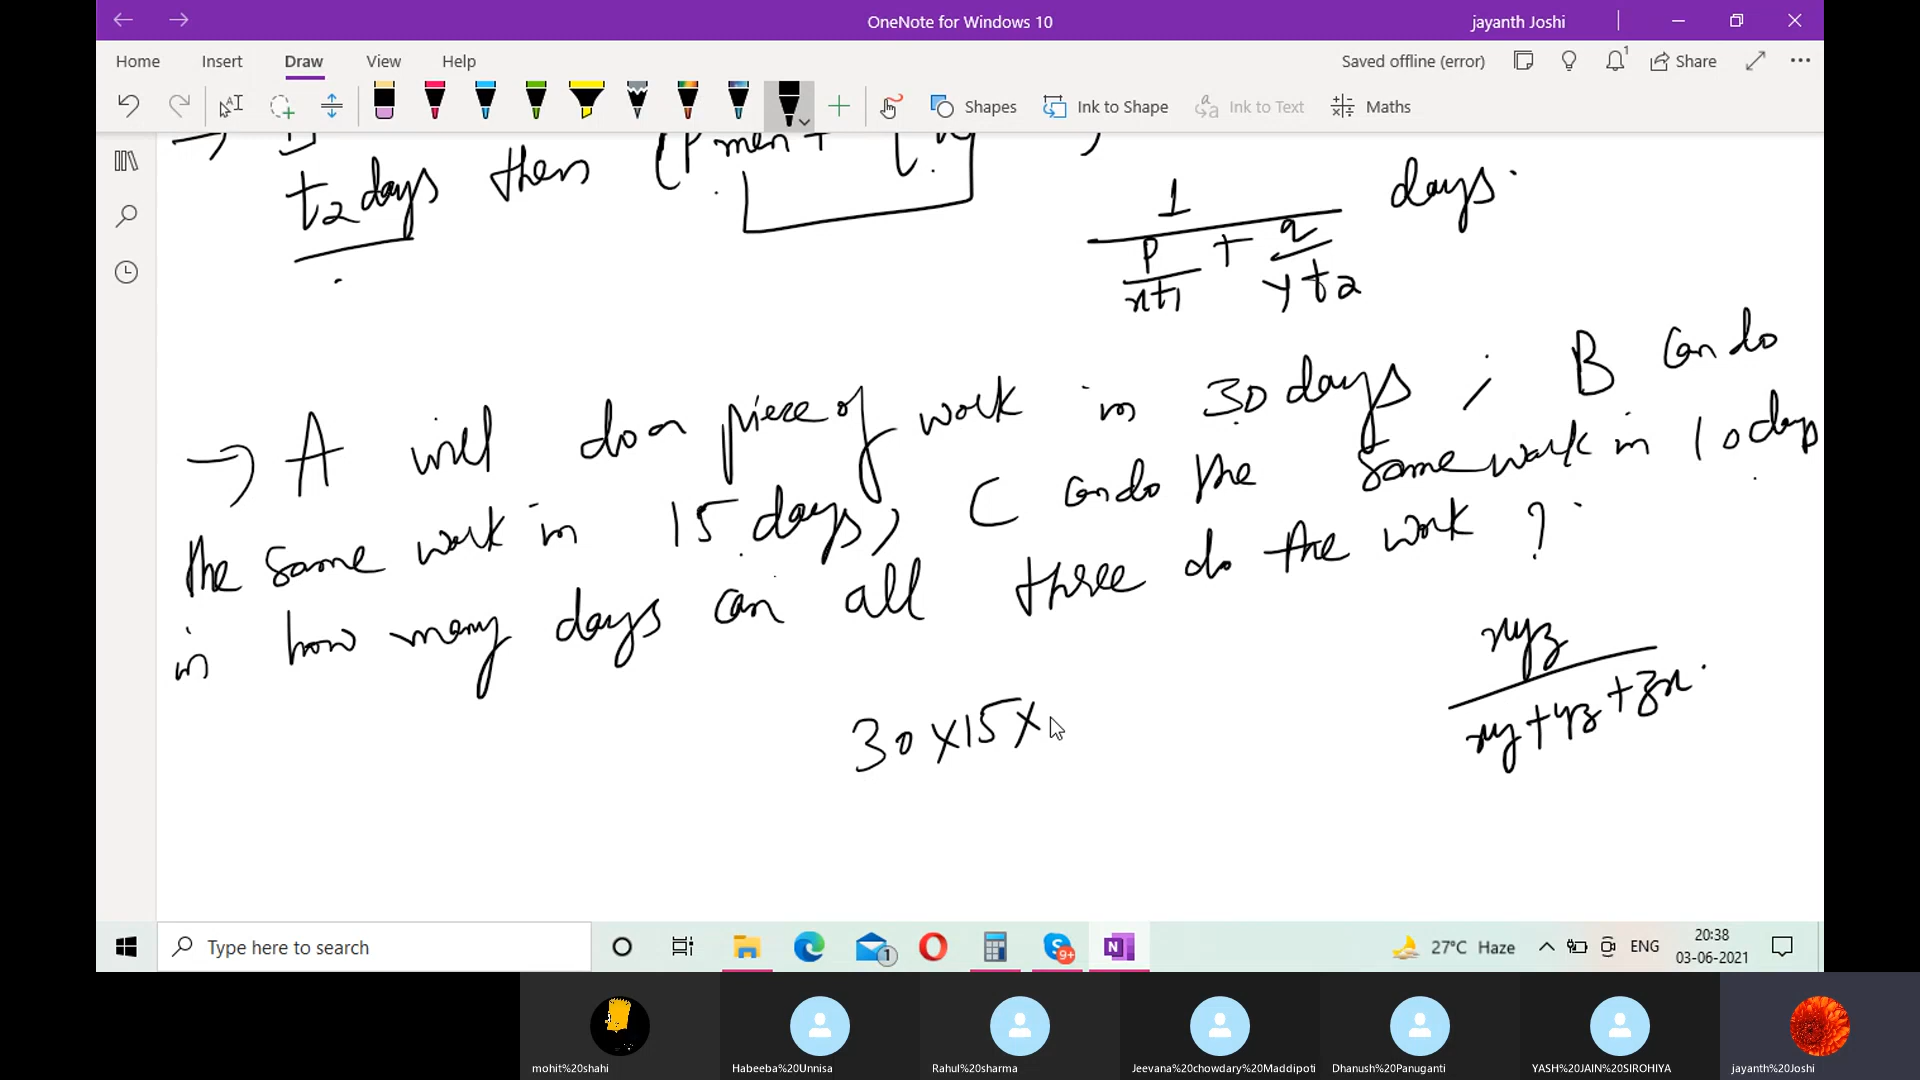 OneNote for Windows 10
jayanth Joshi
Home Insert Draw View Help
Saved offline (error)
1
Share
Shapes Ink to Shape Ink to Text Maths
t2 days then (p men +
1
p + q
xt1 yt2
days.
→ A will do a piece of work in 30 days, B can do
the same work in 15 days, C can do the same work in 10 days
in how many days can all three do the work ?
xyz
xy+yz+zx.
30×15×
Type here to search
1
9+
N
27°C Haze
ENG
20:38
03-06-2021
mohit%20shahi
Habeeba%20Unnisa
Rahul%20sharma
Jeevana%20chowdary%20Maddipoti
Dhanush%20Panuganti
YASH%20JAIN%20SIROHIYA
jayanth%20Joshi